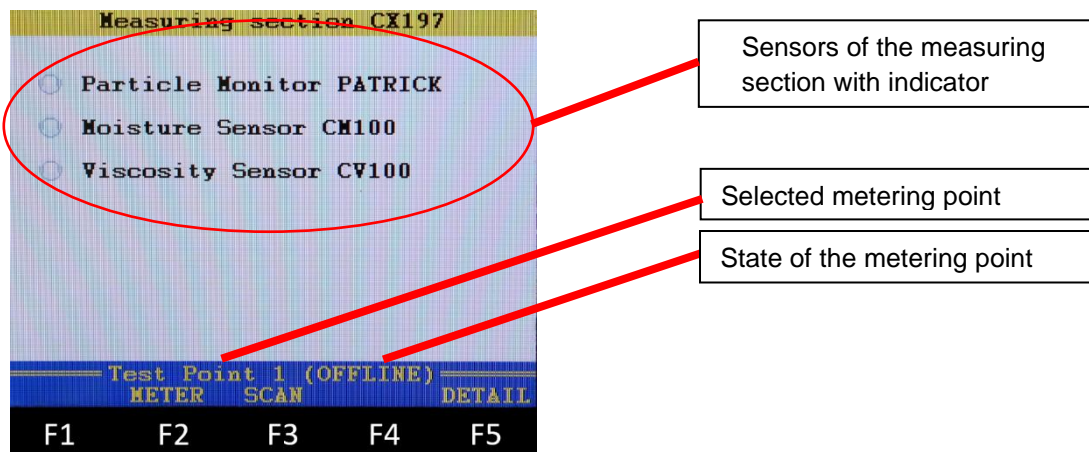 Measuring section CX197
Particle Monitor PATRICK
Moisture Sensor CM100
Viscosity Sensor CV100
Test Point 1 (OFFLINE)
METER SCAN DETAIL
F1 F2 F3 F4 F5
Sensors of the measuring
section with indicator
Selected metering point
State of the metering point